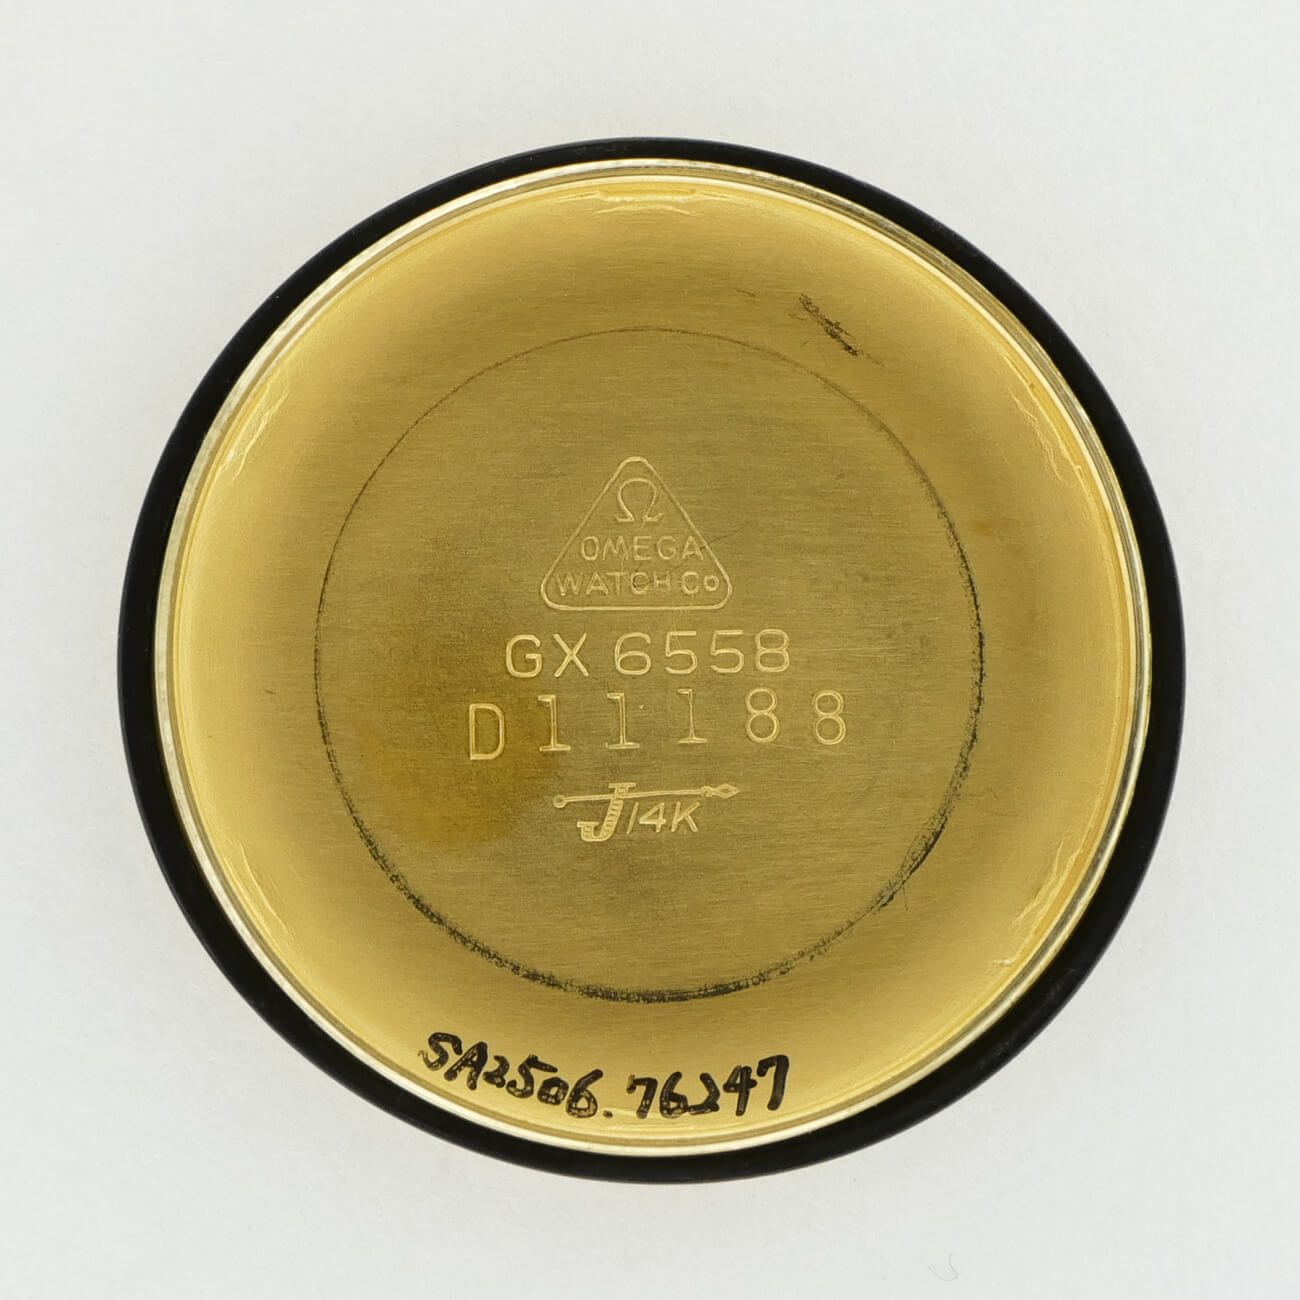 Ω
OMEGA
WATCH Co
GX 6558
D11188
J 14K
SA2506.76247